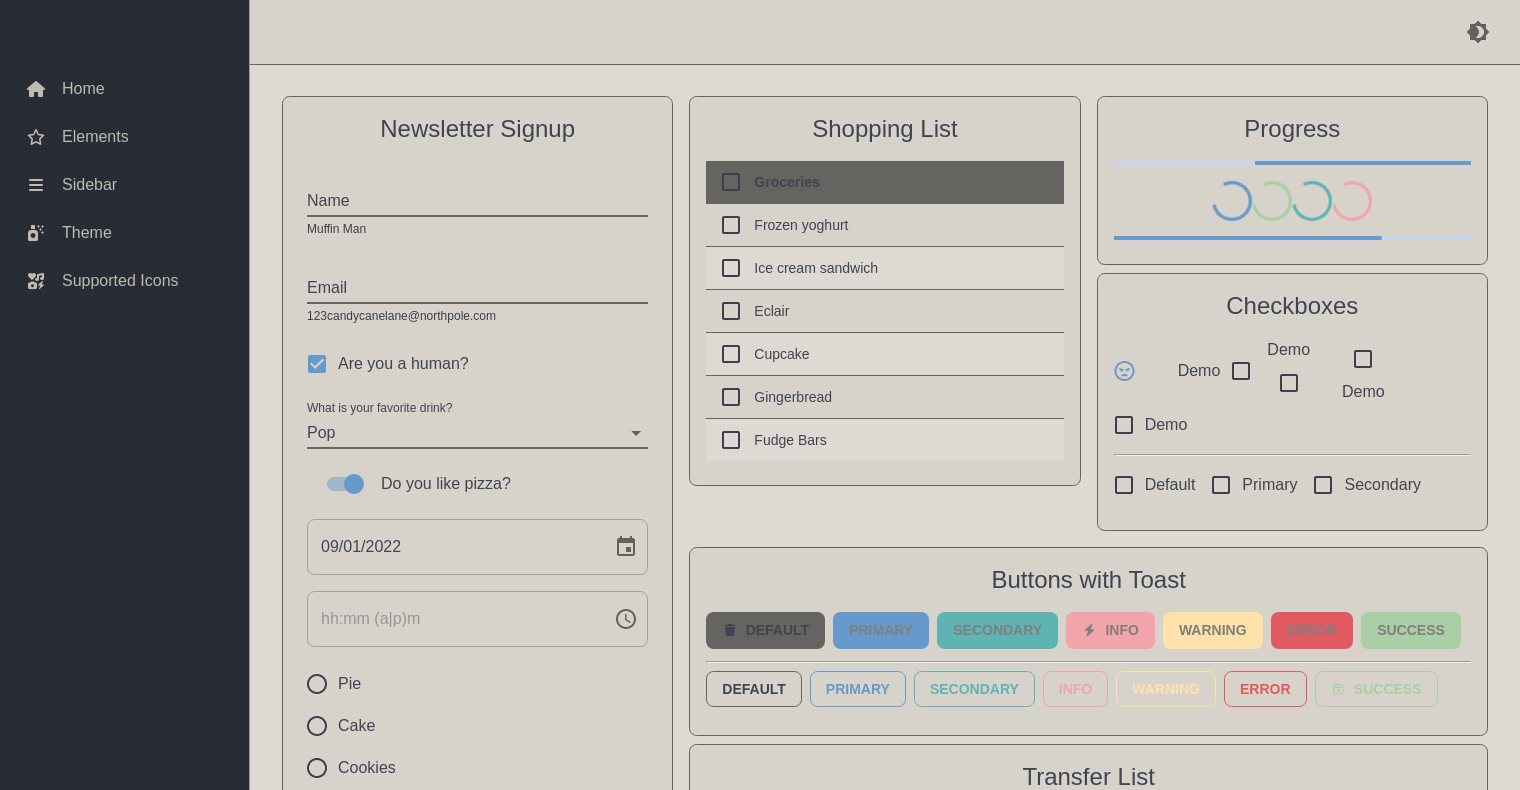 Home
Elements
Sidebar
Theme
Supported Icons
Newsletter Signup
Name
Muffin Man
Email
123candycanelane@northpole.com
Are you a human?
What is your favorite drink?
Pop
Do you like pizza?
09/01/2022
hh:mm (a|p)m
Pie
Cake
Cookies
Shopping List
Groceries
Frozen yoghurt
Ice cream sandwich
Eclair
Cupcake
Gingerbread
Fudge Bars
Progress
Checkboxes
Demo
Demo
Demo
Demo
Default Primary Secondary
Buttons with Toast
DEFAULT PRIMARY SECONDARY INFO WARNING ERROR SUCCESS
DEFAULT PRIMARY SECONDARY INFO WARNING ERROR SUCCESS
Transfer List